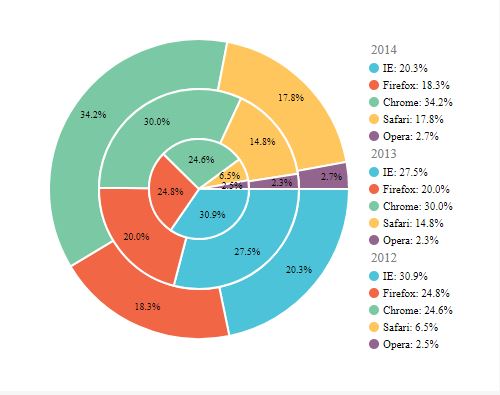 2014
IE: 20.3%
Firefox: 18.3%
Chrome: 34.2%
Safari: 17.8%
Opera: 2.7%
2013
IE: 27.5%
Firefox: 20.0%
Chrome: 30.0%
Safari: 14.8%
Opera: 2.3%
2012
IE: 30.9%
Firefox: 24.8%
Chrome: 24.6%
Safari: 6.5%
Opera: 2.5%
17.8%
34.2%
30.0%
14.8%
24.6%
6.5%
2.7%
2.3%
2.5%
24.8%
30.9%
20.0%
27.5%
20.3%
18.3%